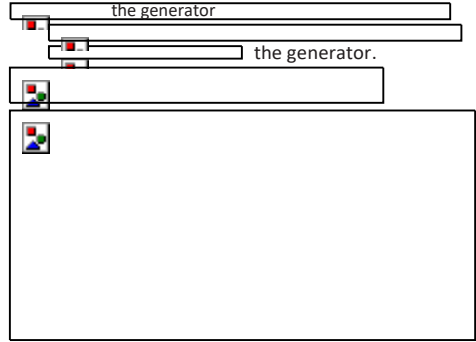 the generator
the generator.